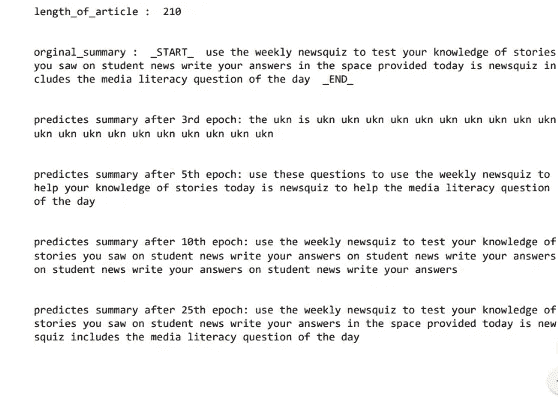 length_of_article :  210
orginal_summary :  _START_  use the weekly newsquiz to test your knowledge of stories
you saw on student news write your answers in the space provided today is newsquiz in
cludes the media literacy question of the day  _END_
predictes summary after 3rd epoch: the ukn is ukn ukn ukn ukn ukn ukn ukn ukn ukn ukn
ukn ukn ukn ukn ukn ukn ukn ukn ukn ukn
predictes summary after 5th epoch: use these questions to use the weekly newsquiz to
help your knowledge of stories today is newsquiz to help the media literacy question
of the day
predictes summary after 10th epoch: use the weekly newsquiz to test your knowledge of
stories you saw on student news write your answers on student news write your answers
on student news write your answers on student news write your answers
predictes summary after 25th epoch: use the weekly newsquiz to test your knowledge of
stories you saw on student news write your answers in the space provided today is new
squiz includes the media literacy question of the day